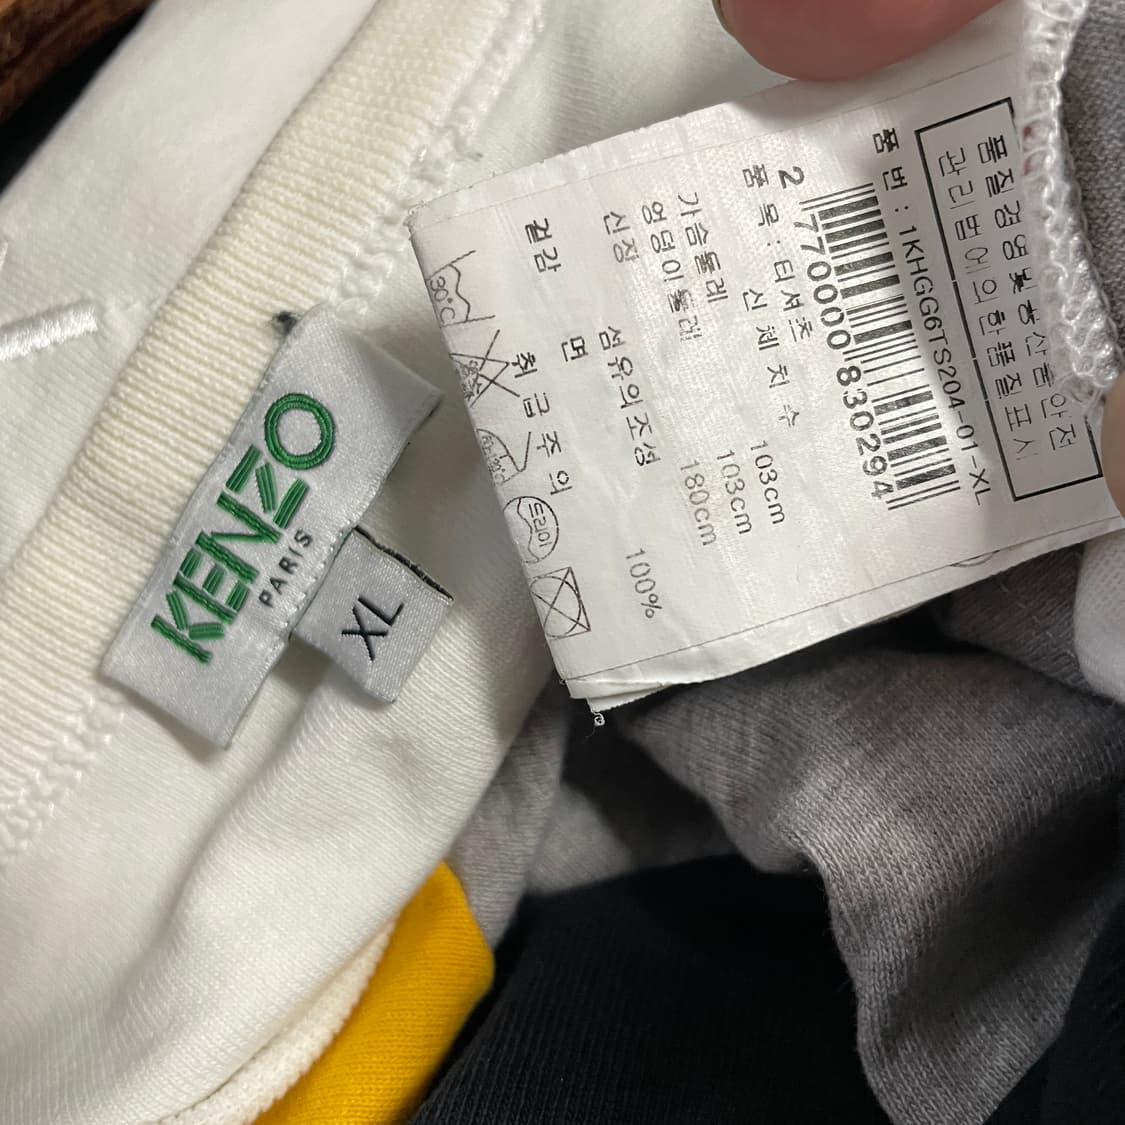 KENZO
PARIS
XL
품질경영및공산품안전
관리법에의한품질표시
품 번 : 1KHGG6TS204-01-XL
2 770000 830294
품 목 : 티셔츠
신 체 치 수
가슴둘레 103cm
엉덩이둘레 103cm
신장 180cm
섬유의조성
겉감 면 100%
취 급 주 의
30°C
드라이